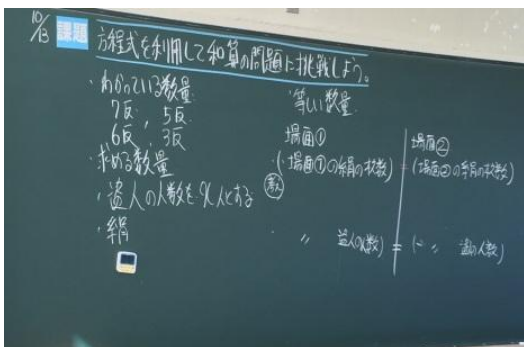 10/13 課題 方程式を利用して和算の問題に挑戦しよう。
・わかっている数量
7反, 5反
6反 3反
・求める数量
・盗人の人数をx人とする
・絹
・等しい数量
場面① 場面②
(場面①の絹の枚数) = (場面②の絹の枚数)
・ 〃 盗人の人数) = (〃 盗人の人数)